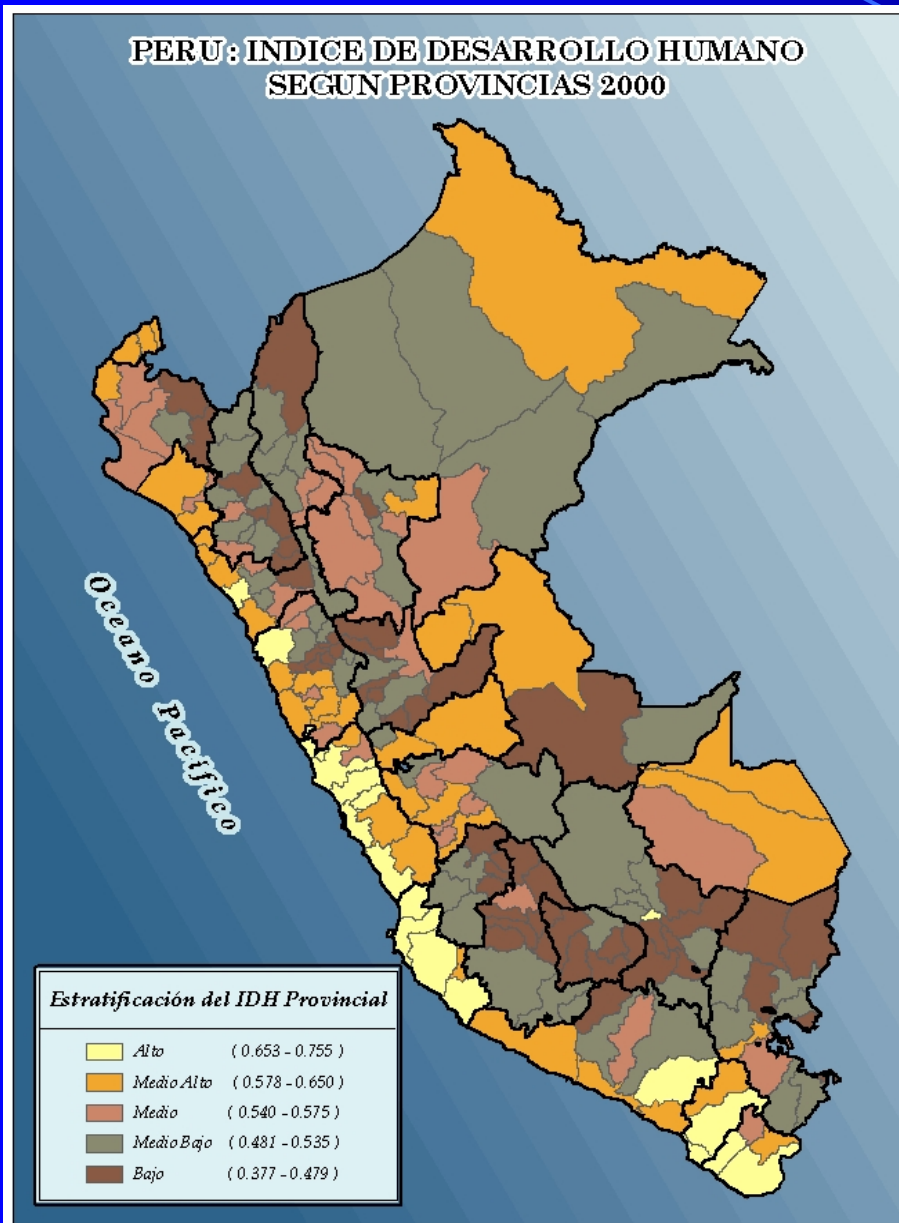 PERU : INDICE DE DESARROLLO HUMANO
SEGUN PROVINCIAS 2000
Oceano Pacifico
Estratificación del IDH Provincial
Alto ( 0.653 - 0.755 )
Medio Alto ( 0.578 - 0.650 )
Medio ( 0.540 - 0.575 )
Medio Bajo ( 0.481 - 0.535 )
Bajo ( 0.377 - 0.479 )